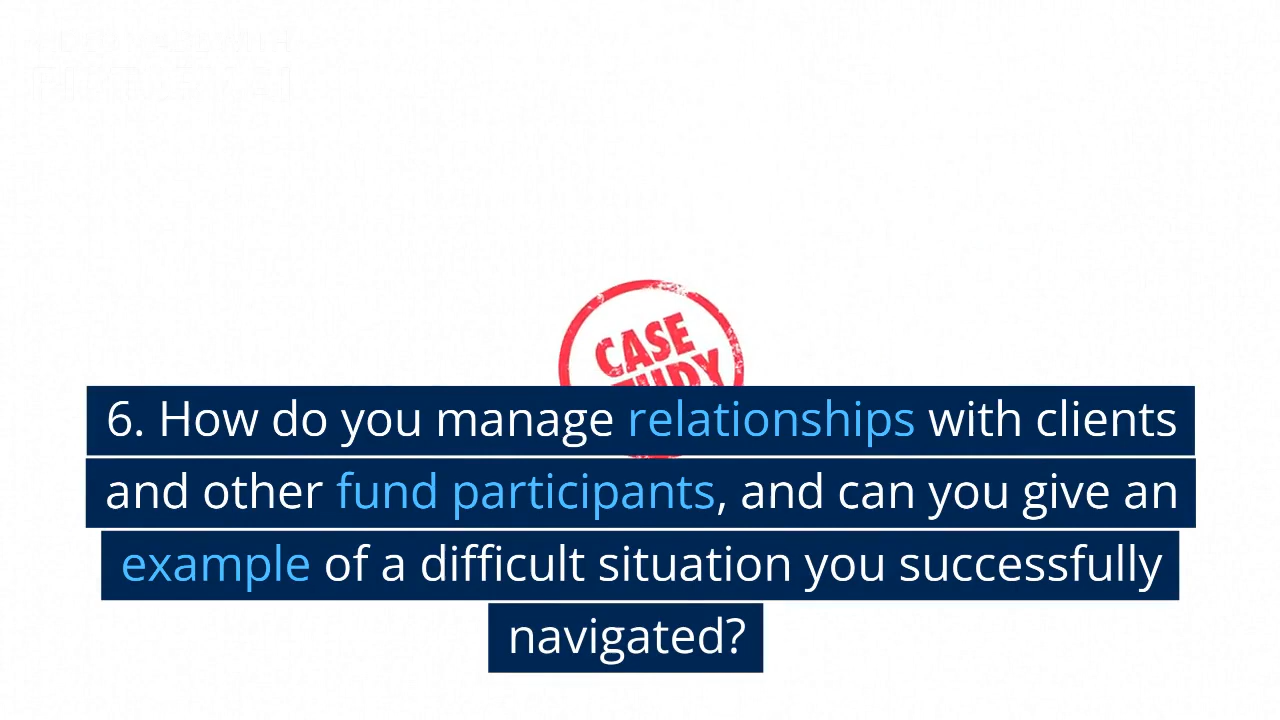 CASE
6. How do you manage relationships with clients
and other fund participants, and can you give an
example of a difficult situation you successfully
navigated?